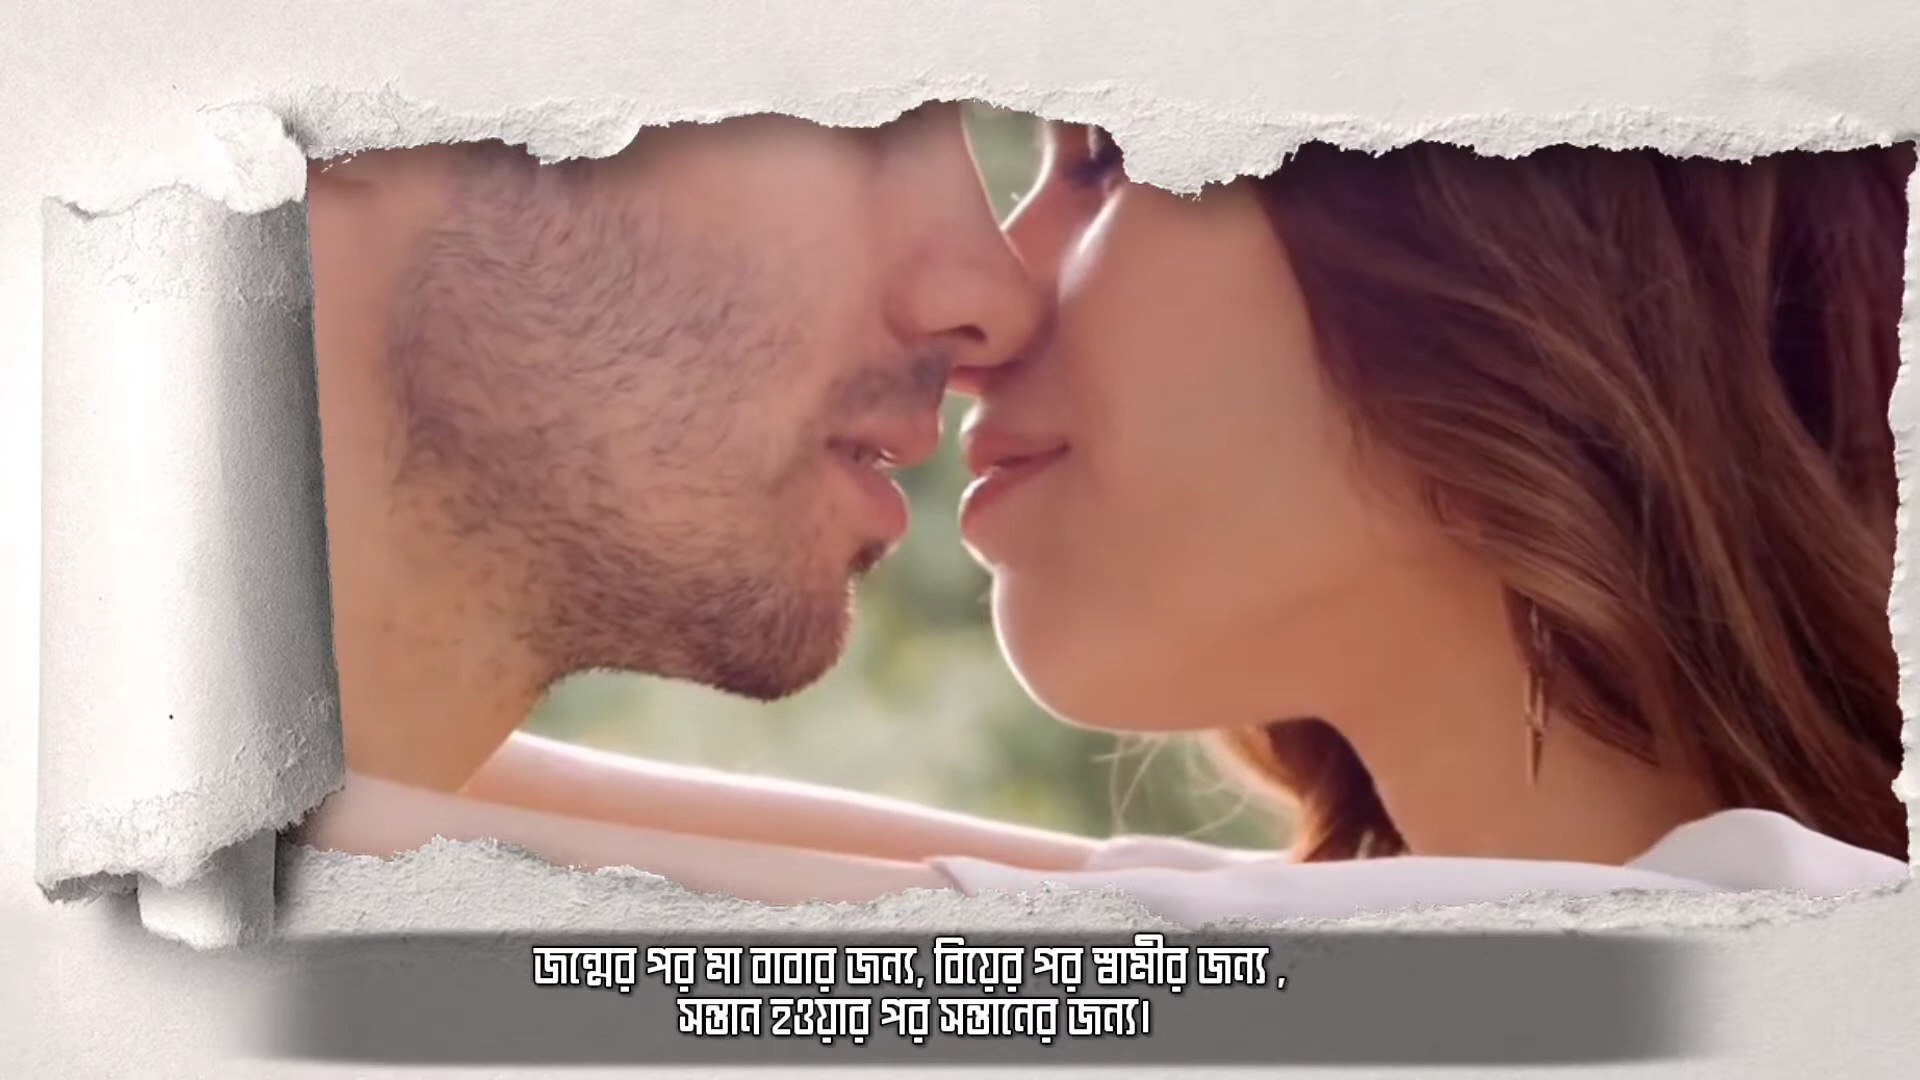 জন্মের পর মা বাবার জন্য, বিয়ের পর স্বামীর জন্য ,
সন্তান হওয়ার পর সন্তানের জন্য।